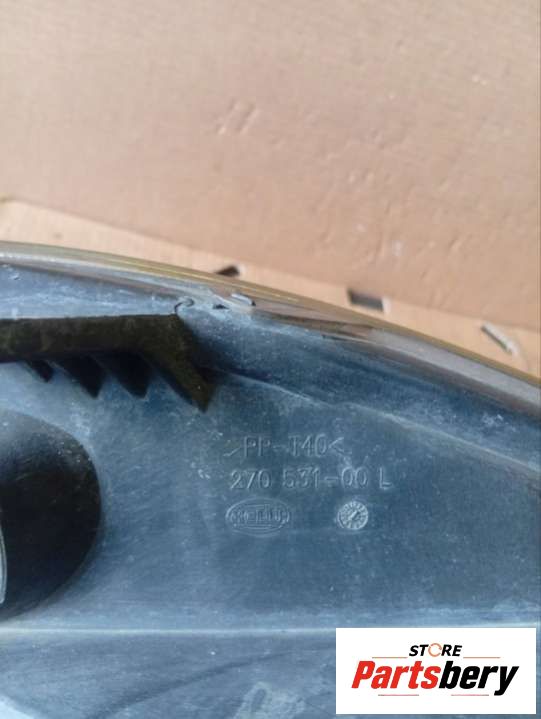 >PP-T40<
270 531-00 L
HELLA
STORE
Partsbery